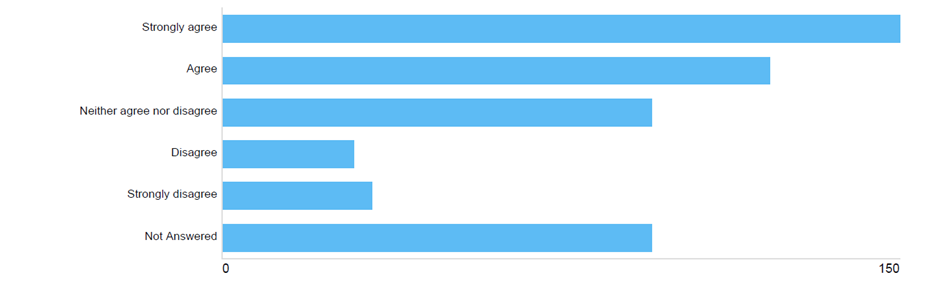 Strongly agree
Agree
Neither agree nor disagree
Disagree
Strongly disagree
Not Answered
0 150